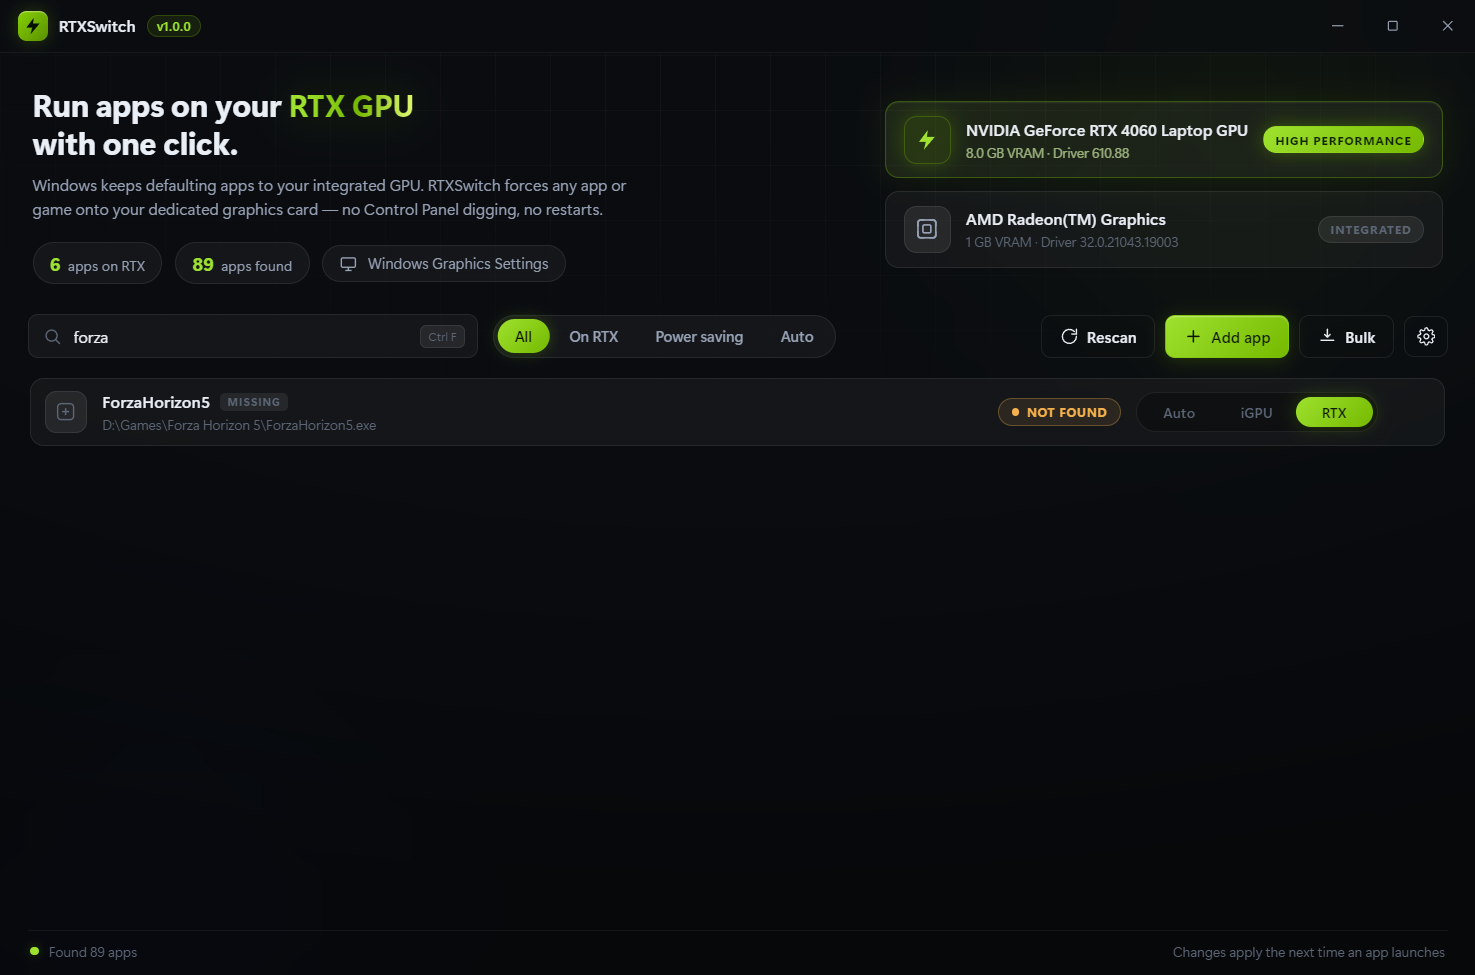 RTXSwitch v1.0.0
Run apps on your RTX GPU
with one click.
Windows keeps defaulting apps to your integrated GPU. RTXSwitch forces any app or
game onto your dedicated graphics card — no Control Panel digging, no restarts.
6 apps on RTX
89 apps found
Windows Graphics Settings
NVIDIA GeForce RTX 4060 Laptop GPU
8.0 GB VRAM · Driver 610.88
HIGH PERFORMANCE
AMD Radeon(TM) Graphics
1 GB VRAM · Driver 32.0.21043.19003
INTEGRATED
forza
Ctrl F
All
On RTX
Power saving
Auto
Rescan
Add app
Bulk
ForzaHorizon5 MISSING
D:\Games\Forza Horizon 5\ForzaHorizon5.exe
NOT FOUND
Auto
iGPU
RTX
Found 89 apps
Changes apply the next time an app launches